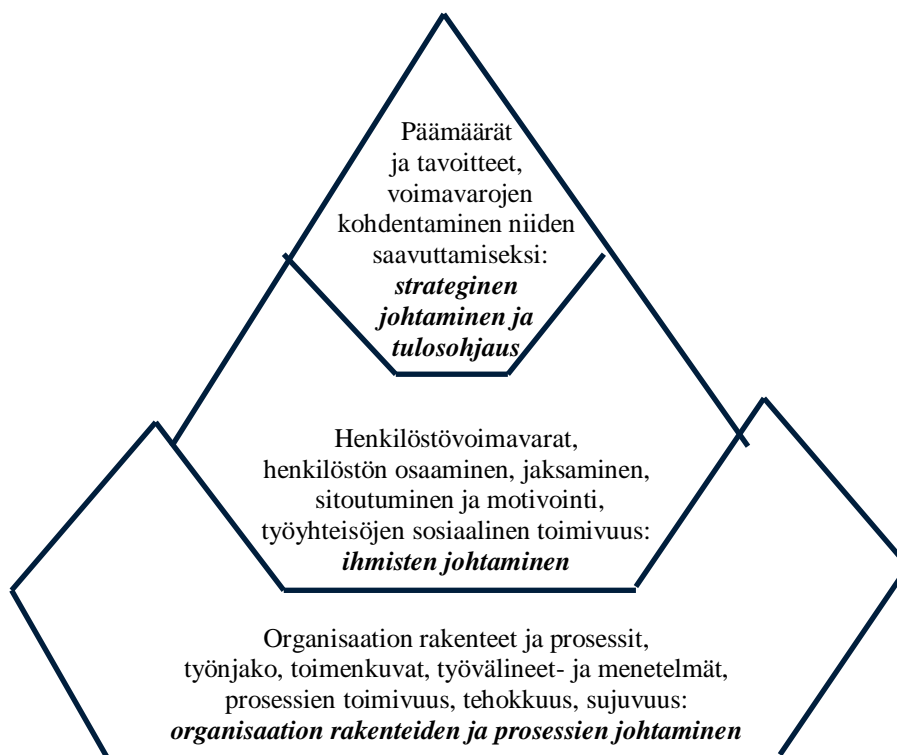 Päämäärät
ja tavoitteet,
voimavarojen
kohdentaminen niiden
saavuttamiseksi:
strateginen
johtaminen ja
tulosohjaus
Henkilöstövoimavarat,
henkilöstön osaaminen, jaksaminen,
sitoutuminen ja motivointi,
työyhteisöjen sosiaalinen toimivuus:
ihmisten johtaminen
Organisaation rakenteet ja prosessit,
työnjako, toimenkuvat, työvälineet- ja menetelmät,
prosessien toimivuus, tehokkuus, sujuvuus:
organisaation rakenteiden ja prosessien johtaminen